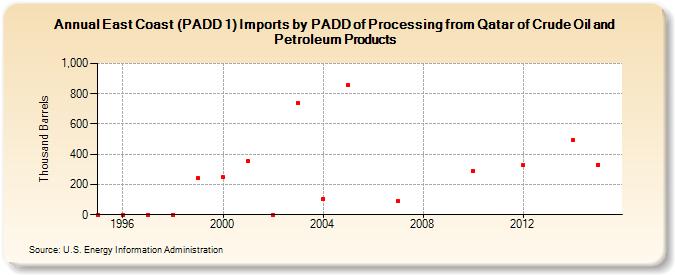 Annual East Coast (PADD 1) Imports by PADD of Processing from Qatar of Crude Oil and
Petroleum Products
Thousand Barrels
1,000
800
600
400
200
0
1996
2000
2004
2008
2012
Source: U.S. Energy Information Administration